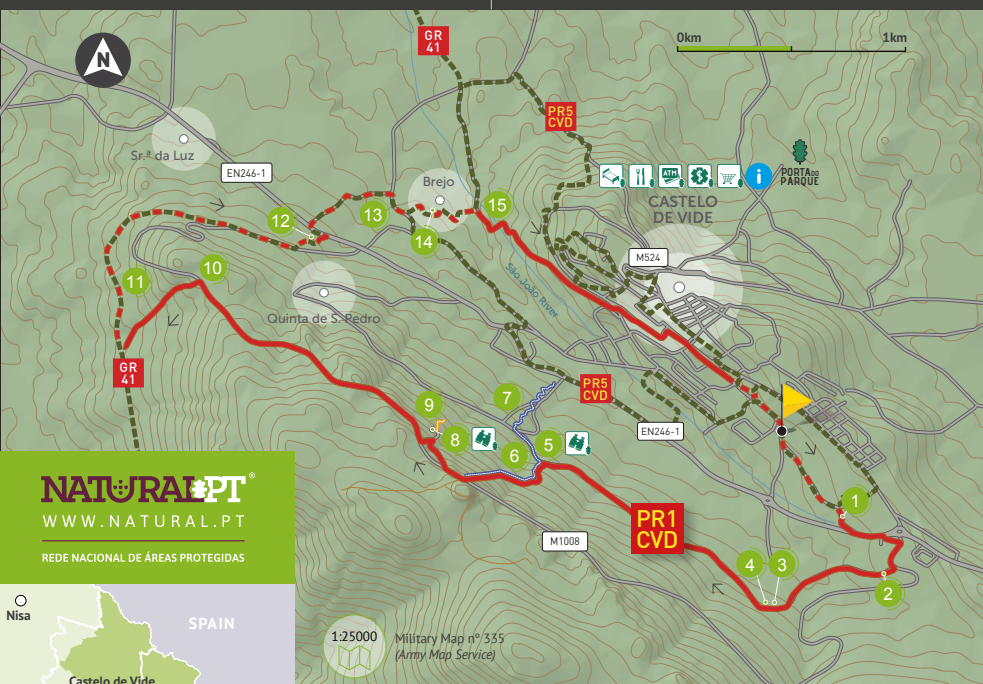 GR
41
0km
1km
N
PR5
CVD
Sr.ª da Luz
EN246-1
Brejo
ATM
i
PORTA DO
PARQUE
CASTELO
DE VIDE
12
13
14
15
M524
São João River
11
10
Quinta de S. Pedro
GR
41
PR5
CVD
7
9
8
6
5
EN246-1
1
NATURAL.PT®
WWW.NATURAL.PT
REDE NACIONAL DE ÁREAS PROTEGIDAS
PR1
CVD
M1008
4
3
2
Nisa
SPAIN
Castelo de Vide
1:25000
Military Map nº 335
(Army Map Service)